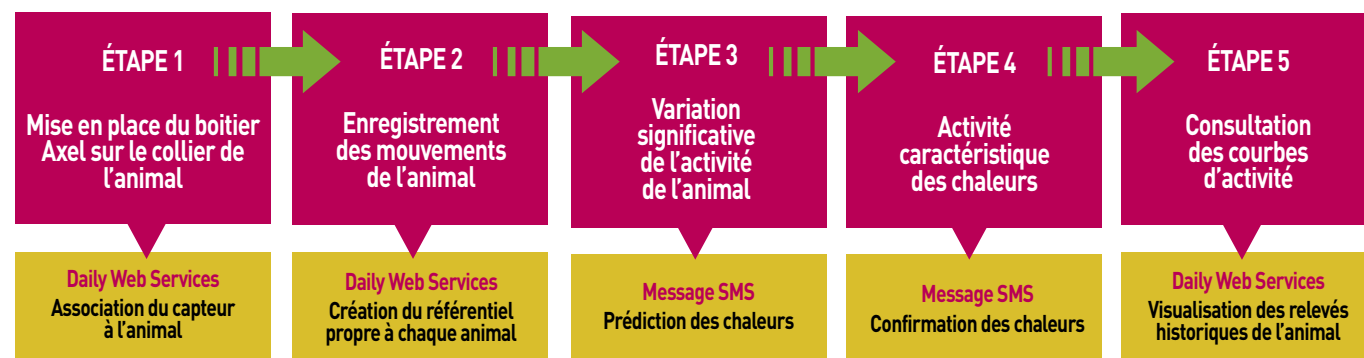 ÉTAPE 1
Mise en place du boitier
Axel sur le collier de
l'animal
Daily Web Services
Association du capteur
à l'animal
ÉTAPE 2
Enregistrement
des mouvements
de l'animal
Daily Web Services
Création du référentiel
propre à chaque animal
ÉTAPE 3
Variation
significative
de l'activité
de l'animal
Message SMS
Prédiction des chaleurs
ÉTAPE 4
Activité
caractéristique
des chaleurs
Message SMS
Confirmation des chaleurs
ÉTAPE 5
Consultation
des courbes
d'activité
Daily Web Services
Visualisation des relevés
historiques de l'animal